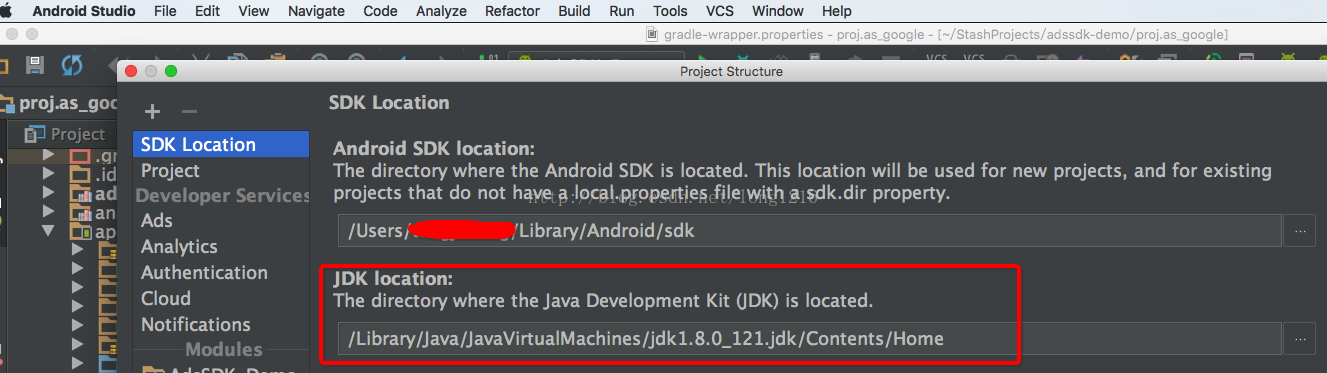 Android Studio File Edit View Navigate Code Analyze Refactor Build Run Tools VCS Window Help
gradle-wrapper.properties - proj.as_google - [~/StashProjects/adssdk-demo/proj.as_google]
Project Structure
proj.as_goo
Project
.gr
.id
ad
an
ap
SDK Location
Project
Developer Services
Ads
Analytics
Authentication
Cloud
Notifications
Modules
SDK Location
Android SDK location:
The directory where the Android SDK is located. This location will be used for new projects, and for existing
projects that do not have a local.properties file with a sdk.dir property.
/Users/
/Library/Android/sdk
...
JDK location:
The directory where the Java Development Kit (JDK) is located.
/Library/Java/JavaVirtualMachines/jdk1.8.0_121.jdk/Contents/Home
...